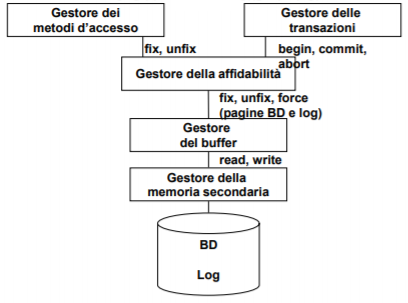 Gestore dei
metodi d'accesso
Gestore delle
transazioni
fix, unfix
begin, commit,
abort
Gestore della affidabilità
fix, unfix, force
(pagine BD e log)
Gestore
del buffer
read, write
Gestore della
memoria secondaria
BD
Log